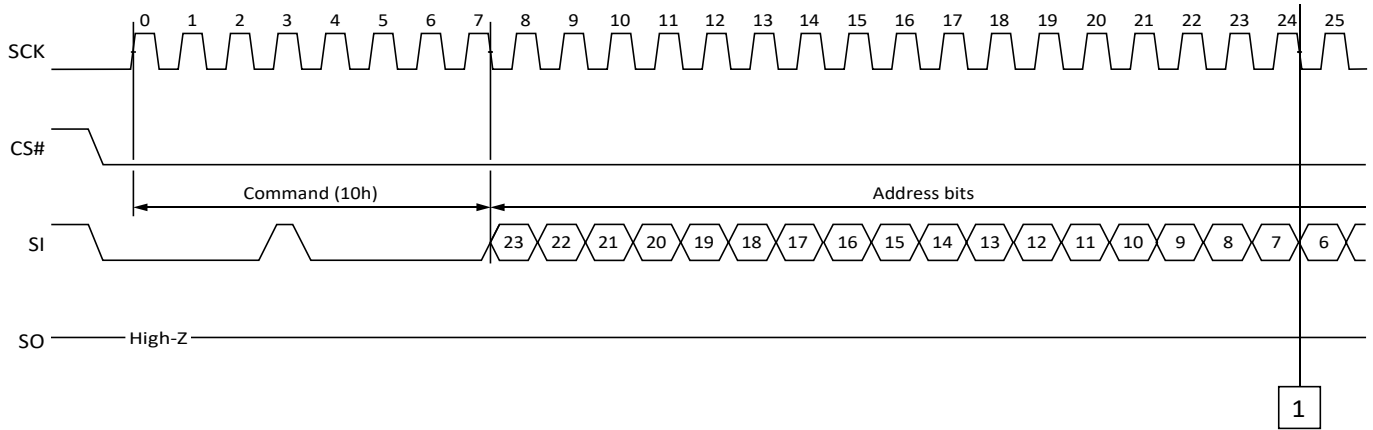 0 1 2 3 4 5 6 7 8 9 10 11 12 13 14 15 16 17 18 19 20 21 22 23 24 25
SCK
CS#
Command (10h) Address bits
SI 23 22 21 20 19 18 17 16 15 14 13 12 11 10 9 8 7 6
SO High-Z
1